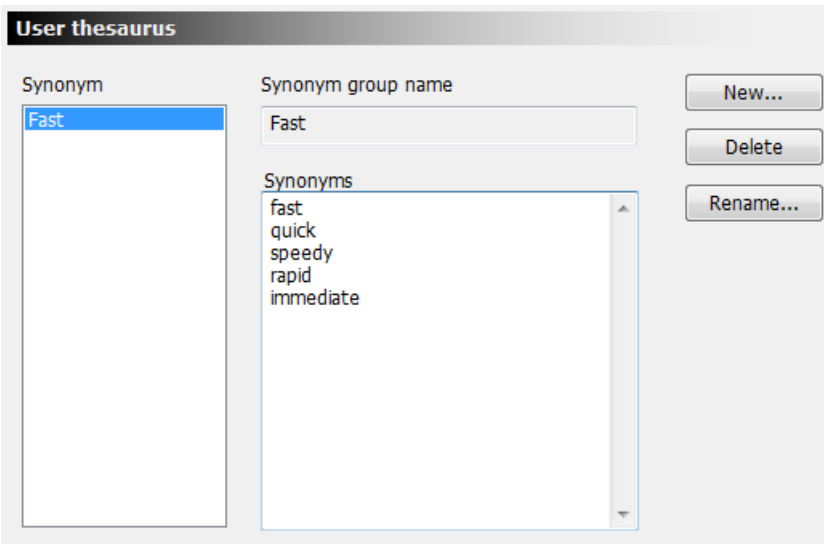 User thesaurus
Synonym
Fast
Synonym group name
Fast
Synonyms
fast
quick
speedy
rapid
immediate
New...
Delete
Rename...